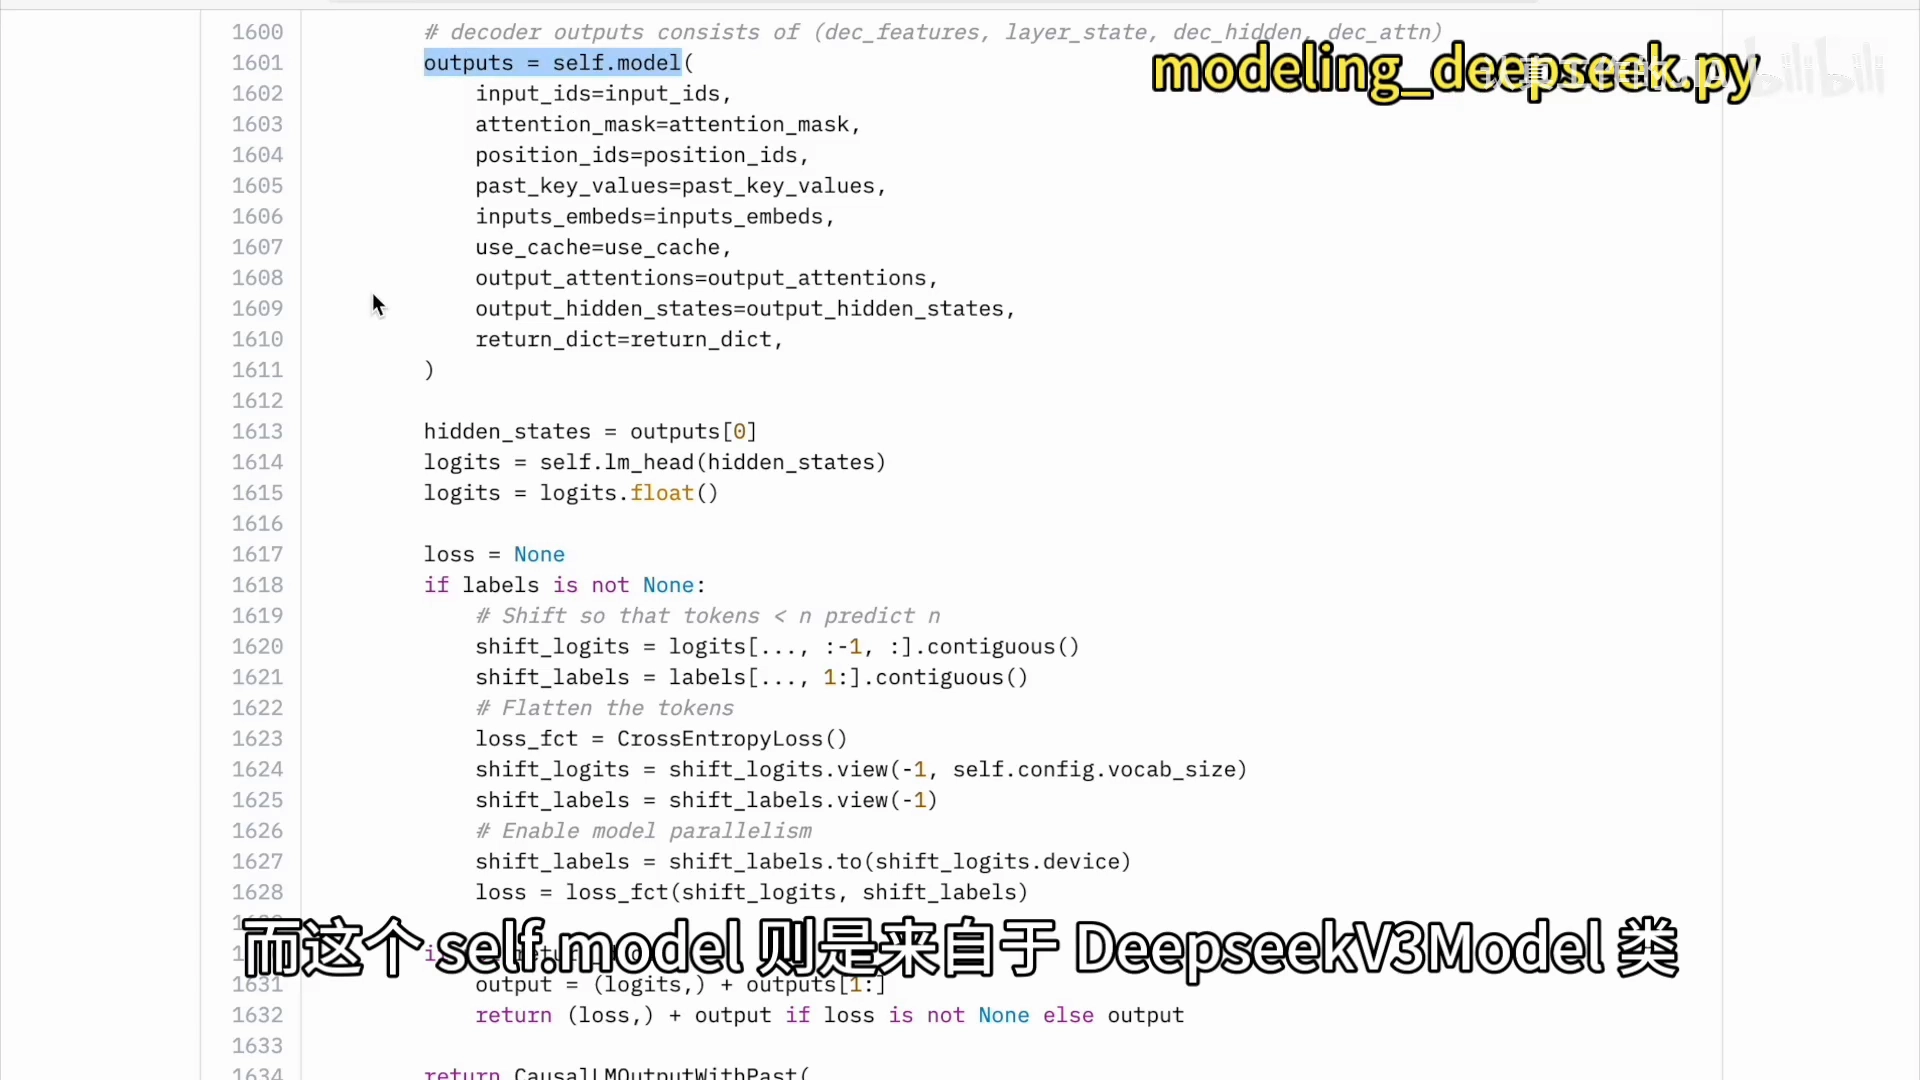 1600 # decoder outputs consists of (dec_features, layer_state, dec_hidden, dec_attn)
modeling_deepseek.py
bilibili
1601 outputs = self.model(
1602 input_ids=input_ids,
1603 attention_mask=attention_mask,
1604 position_ids=position_ids,
1605 past_key_values=past_key_values,
1606 inputs_embeds=inputs_embeds,
1607 use_cache=use_cache,
1608 output_attentions=output_attentions,
1609 output_hidden_states=output_hidden_states,
1610 return_dict=return_dict,
1611 )
1612
1613 hidden_states = outputs[0]
1614 logits = self.lm_head(hidden_states)
1615 logits = logits.float()
1616
1617 loss = None
1618 if labels is not None:
1619 # Shift so that tokens < n predict n
1620 shift_logits = logits[..., :-1, :].contiguous()
1621 shift_labels = labels[..., 1:].contiguous()
1622 # Flatten the tokens
1623 loss_fct = CrossEntropyLoss()
1624 shift_logits = shift_logits.view(-1, self.config.vocab_size)
1625 shift_labels = shift_labels.view(-1)
1626 # Enable model parallelism
1627 shift_labels = shift_labels.to(shift_logits.device)
1628 loss = loss_fct(shift_logits, shift_labels)
而这个 self.model 则是来自于 DeepseekV3Model 类
1631 output = (logits,) + outputs[1:]
1632 return (loss,) + output if loss is not None else output
1633
1634 return CausalLMOutputWithPast(